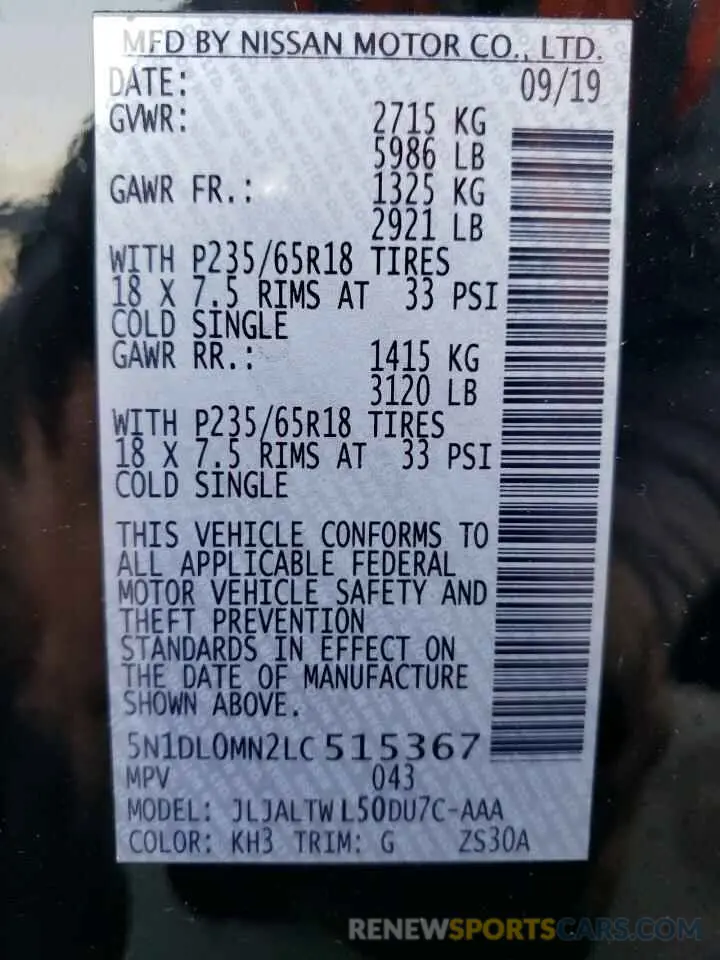 MFD BY NISSAN MOTOR CO., LTD.
DATE: 09/19
GVWR: 2715 KG
5986 LB
GAWR FR.: 1325 KG
2921 LB
WITH P235/65R18 TIRES
18 X 7.5 RIMS AT 33 PSI
COLD SINGLE
GAWR RR.: 1415 KG
3120 LB
WITH P235/65R18 TIRES
18 X 7.5 RIMS AT 33 PSI
COLD SINGLE
THIS VEHICLE CONFORMS TO
ALL APPLICABLE FEDERAL
MOTOR VEHICLE SAFETY AND
THEFT PREVENTION
STANDARDS IN EFFECT ON
THE DATE OF MANUFACTURE
SHOWN ABOVE.
5N1DL0MN2LC515367
MPV 043
MODEL: JLJALTWL50DU7C-AAA
COLOR: KH3 TRIM: G ZS30A
RENEWSPORTSCARS.COM